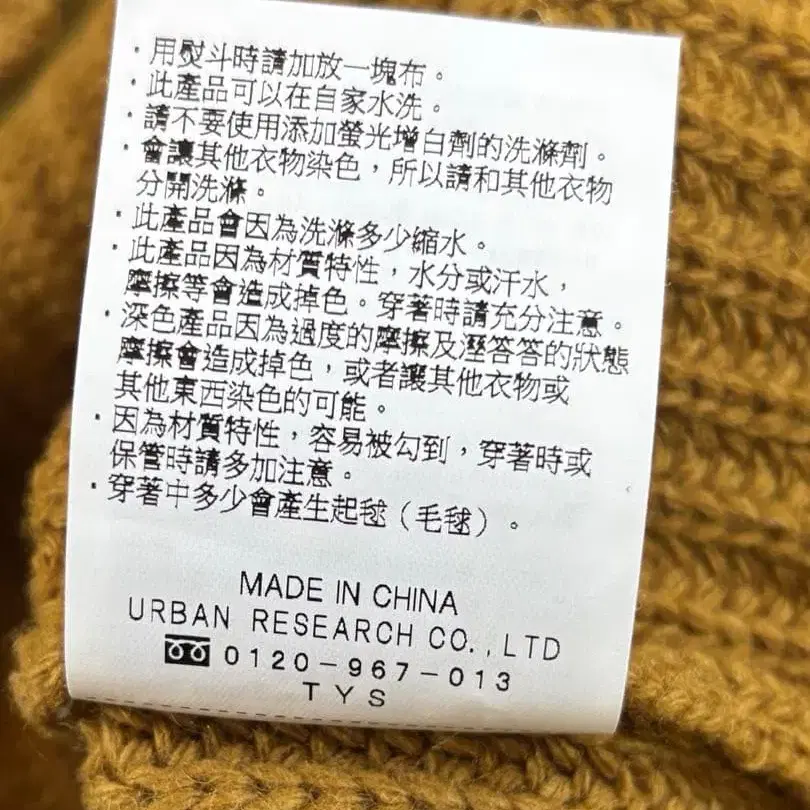 ・用熨斗時請加放一塊布。
・此產品可以在自家水洗。
・請不要使用添加螢光增白劑的洗滌劑。
・會讓其他衣物染色，所以請和其他衣物
分開洗滌。
・此產品會因為洗滌多少縮水。
・此產品因為材質特性，水分或汗水，
摩擦等會造成掉色。穿著時請充分注意。
・深色產品因為過度的摩擦及溼答答的狀態
摩擦會造成掉色，或者讓其他衣物或
其他東西染色的可能。
・因為材質特性，容易被勾到，穿著時或
保管時請多加注意。
・穿著中多少會產生起毬（毛毬）。
MADE IN CHINA
URBAN RESEARCH CO.,LTD
0120-967-013
TYS